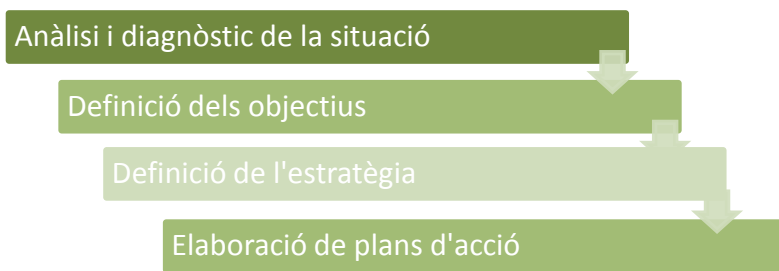 Anàlisi i diagnòstic de la situació
Definició dels objectius
Definició de l'estratègia
Elaboració de plans d'acció